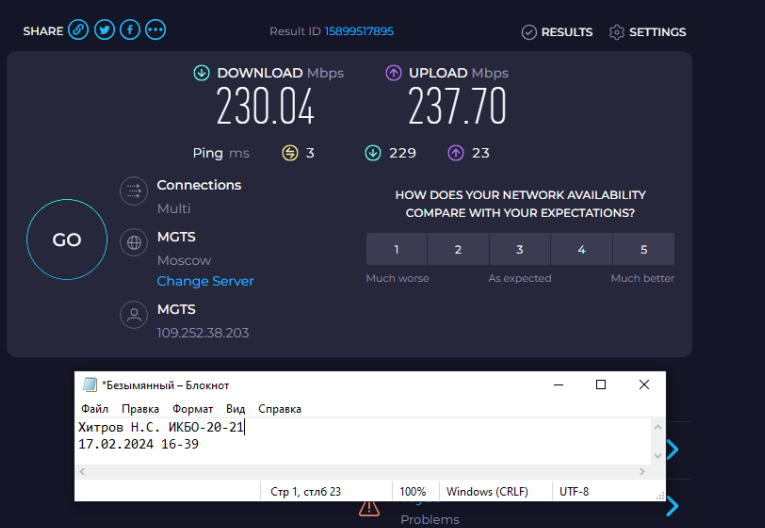 SHARE
Result ID 15899517895
RESULTS
SETTINGS
DOWNLOAD Mbps
UPLOAD Mbps
230.04
237.70
Ping ms
3
229
23
Connections
Multi
HOW DOES YOUR NETWORK AVAILABILITY
COMPARE WITH YOUR EXPECTATIONS?
GO
MGTS
Moscow
Change Server
1 2 3 4 5
Much worse As expected Much better
MGTS
109.252.38.203
*Безымянный – Блокнот
Файл Правка Формат Вид Справка
Хитров Н.С. ИКБО-20-21
17.02.2024 16-39
Стр 1, стлб 23
100%
Windows (CRLF)
UTF-8
Problems